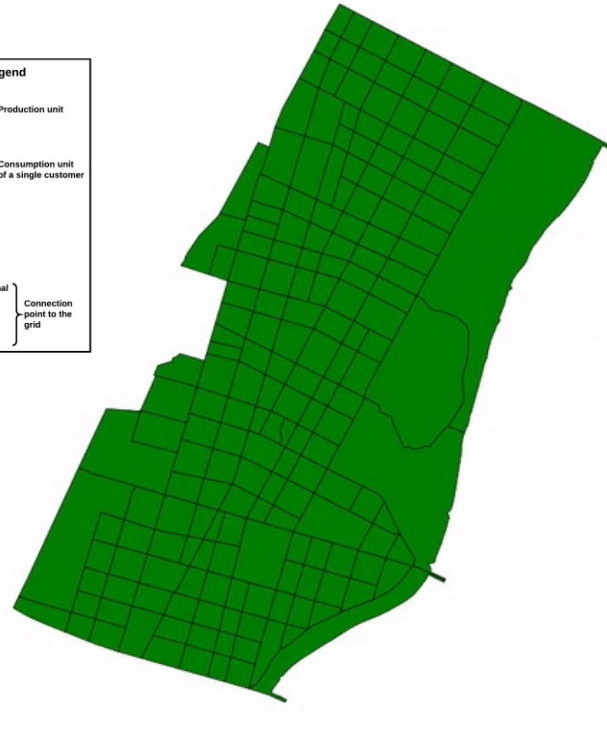 gend
Production unit
Consumption unit
of a single customer
al
Connection
point to the
grid